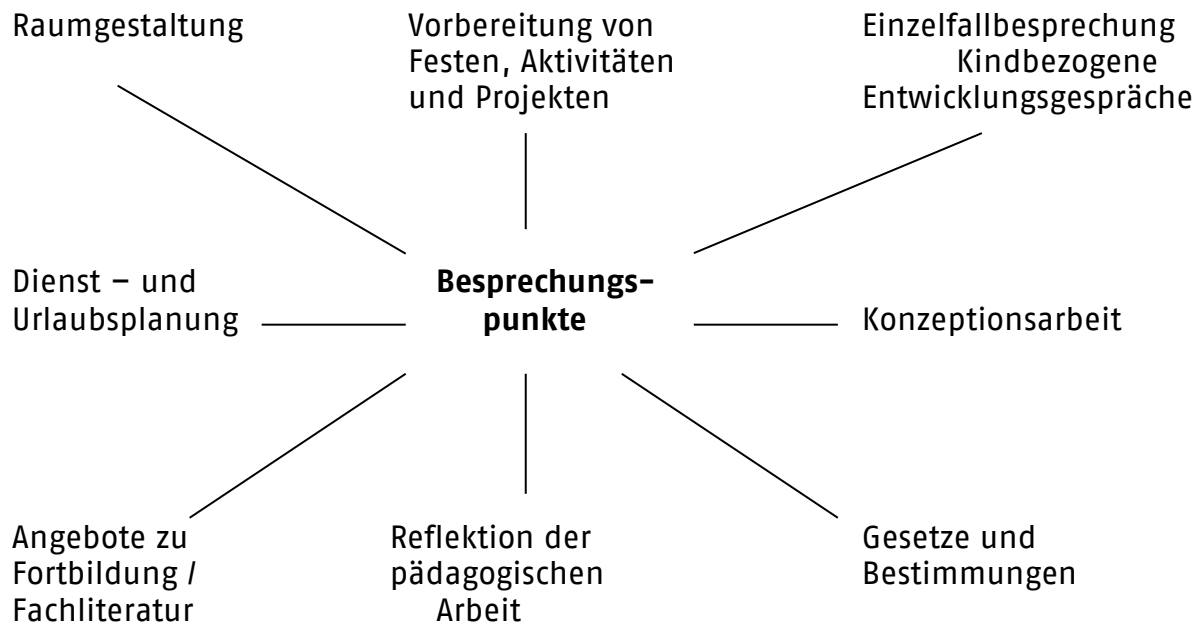 Raumgestaltung
Vorbereitung von
Festen, Aktivitäten
und Projekten
Einzelfallbesprechung
Kindbezogene
Entwicklungsgespräche
Dienst – und
Urlaubsplanung
Besprechungs-
punkte
Konzeptionsarbeit
Angebote zu
Fortbildung /
Fachliteratur
Reflektion der
pädagogischen
Arbeit
Gesetze und
Bestimmungen